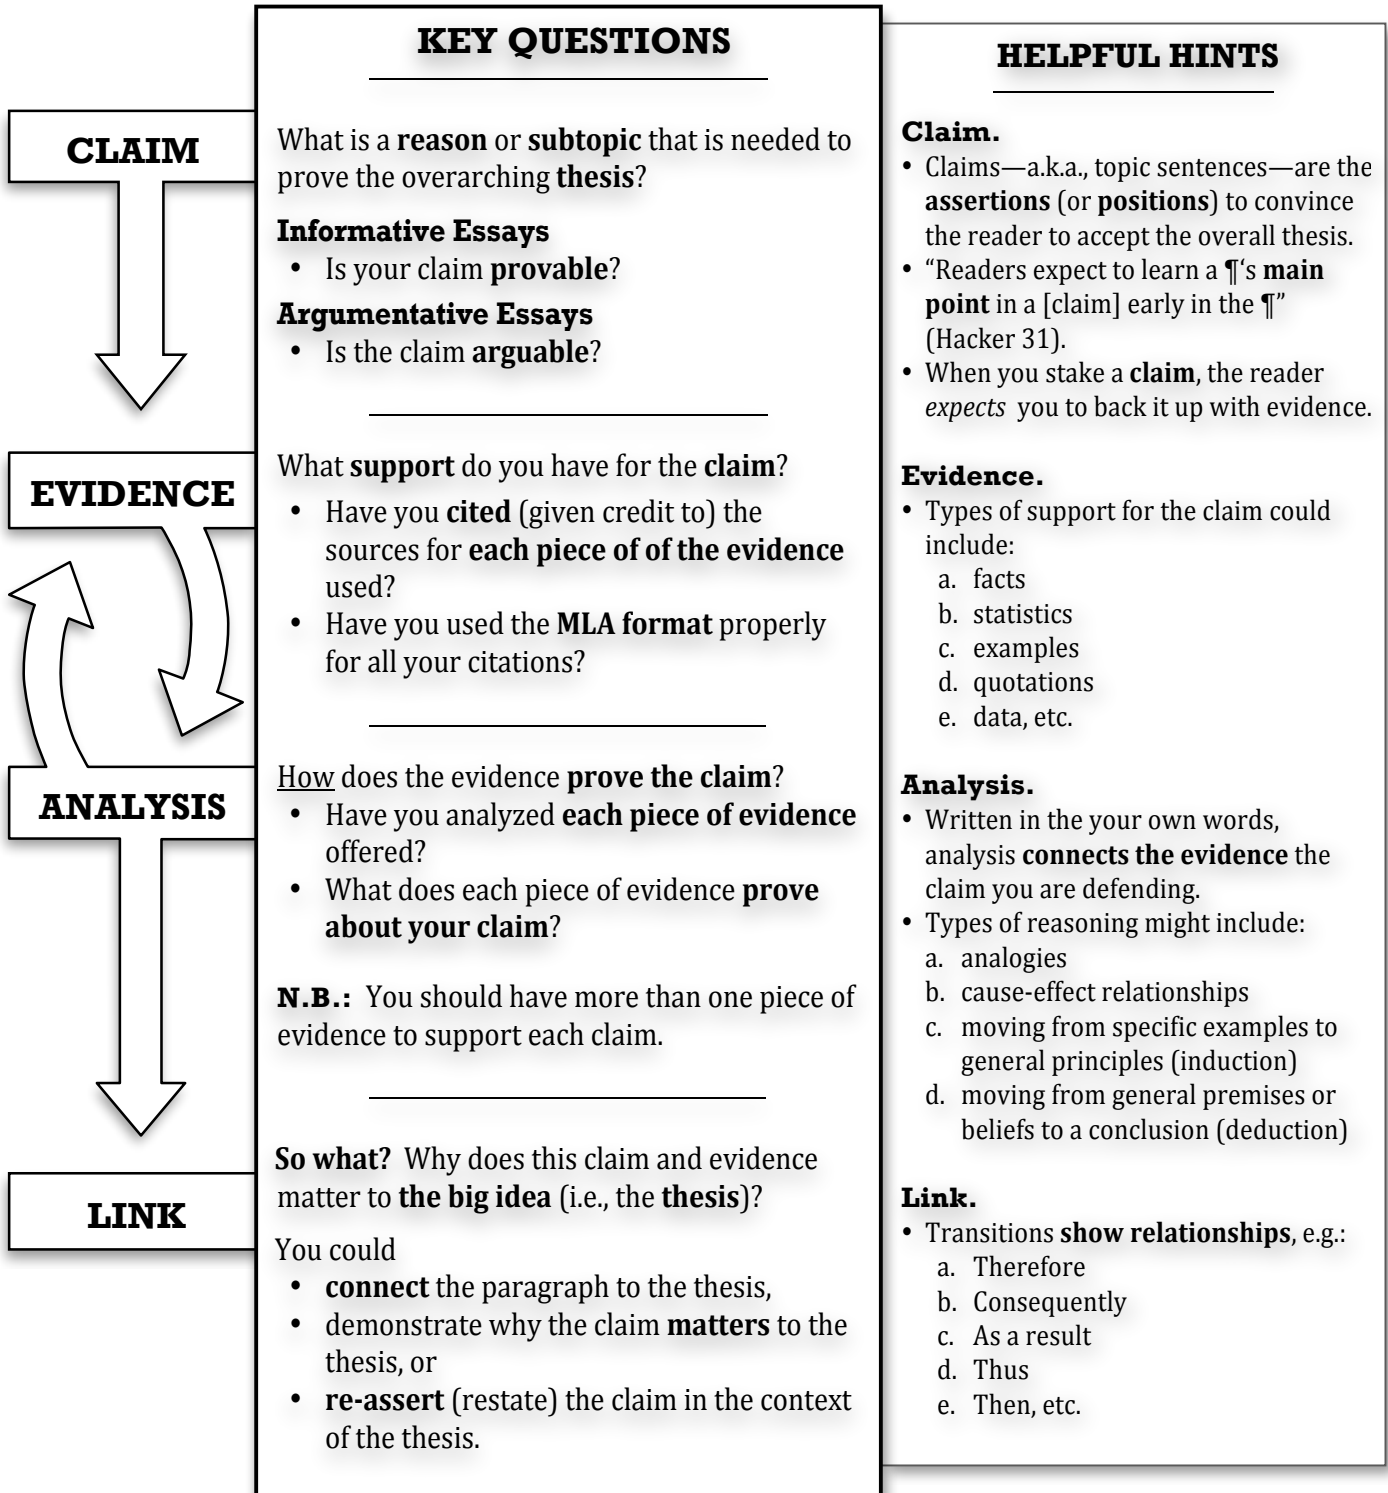 KEY QUESTIONS
CLAIM
What is a reason or subtopic that is needed to
prove the overarching thesis?
Informative Essays
• Is your claim provable?
Argumentative Essays
• Is the claim arguable?
EVIDENCE
What support do you have for the claim?
• Have you cited (given credit to) the
sources for each piece of of the evidence
used?
• Have you used the MLA format properly
for all your citations?
ANALYSIS
How does the evidence prove the claim?
• Have you analyzed each piece of evidence
offered?
• What does each piece of evidence prove
about your claim?
N.B.: You should have more than one piece of
evidence to support each claim.
LINK
So what? Why does this claim and evidence
matter to the big idea (i.e., the thesis)?
You could
• connect the paragraph to the thesis,
• demonstrate why the claim matters to the
thesis, or
• re-assert (restate) the claim in the context
of the thesis.
HELPFUL HINTS
Claim.
• Claims—a.k.a., topic sentences—are the
assertions (or positions) to convince
the reader to accept the overall thesis.
• “Readers expect to learn a ¶‘s main
point in a [claim] early in the ¶”
(Hacker 31).
• When you stake a claim, the reader
expects you to back it up with evidence.
Evidence.
• Types of support for the claim could
include:
a. facts
b. statistics
c. examples
d. quotations
e. data, etc.
Analysis.
• Written in the your own words,
analysis connects the evidence the
claim you are defending.
• Types of reasoning might include:
a. analogies
b. cause-effect relationships
c. moving from specific examples to
general principles (induction)
d. moving from general premises or
beliefs to a conclusion (deduction)
Link.
• Transitions show relationships, e.g.:
a. Therefore
b. Consequently
c. As a result
d. Thus
e. Then, etc.